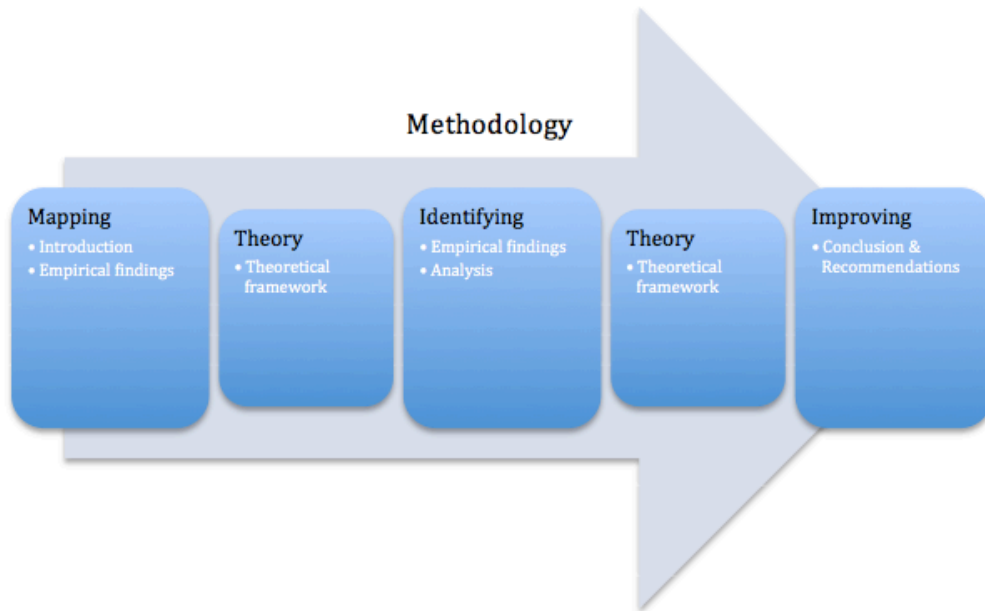 Methodology
Mapping
• Introduction
• Empirical findings
Theory
• Theoretical
framework
Identifying
• Empirical findings
• Analysis
Theory
• Theoretical
framework
Improving
• Conclusion &
Recommendations